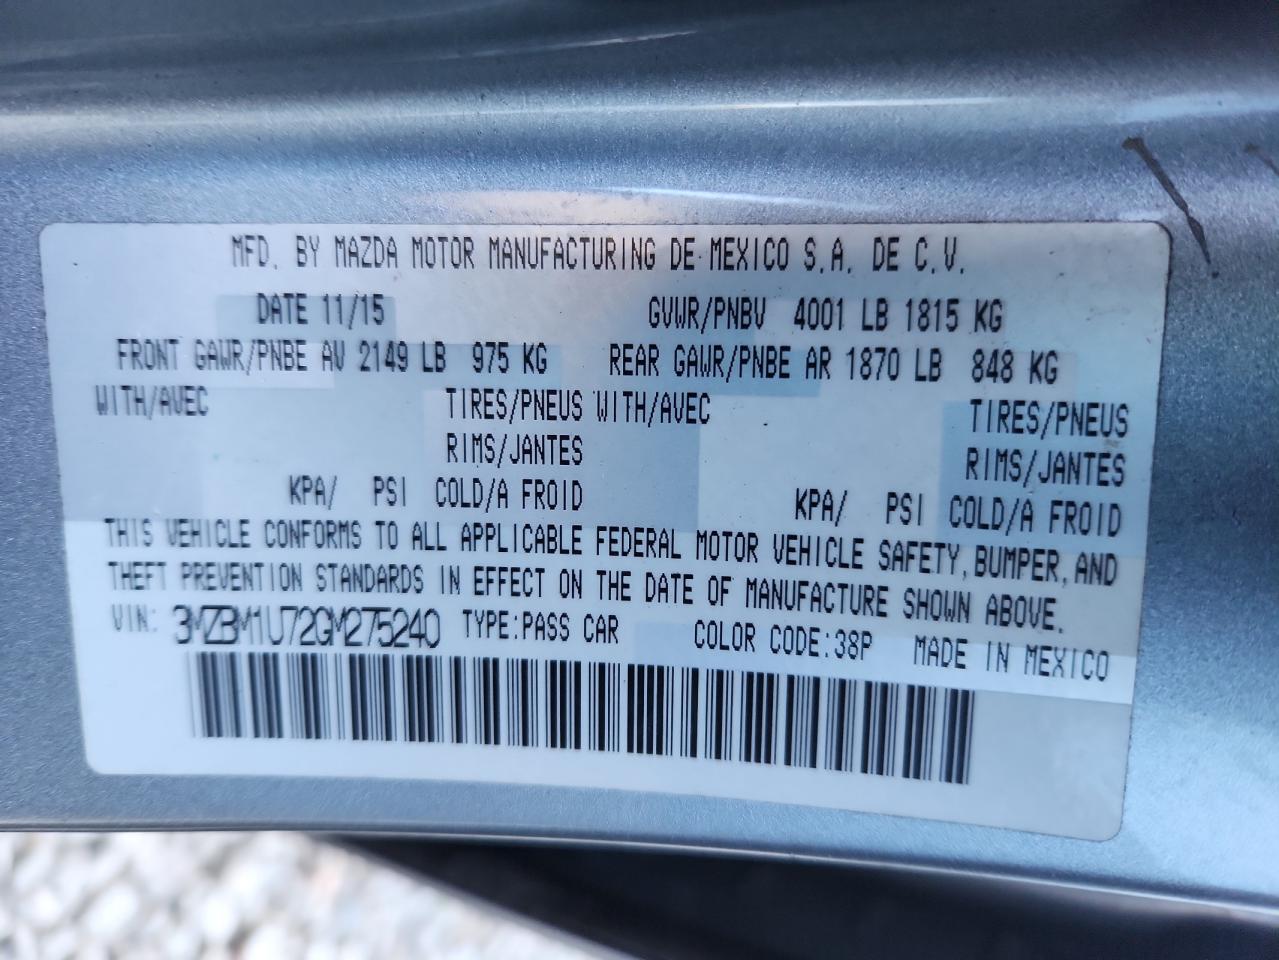 MFD. BY MAZDA MOTOR MANUFACTURING DE MEXICO S.A. DE C.V.
DATE 11/15 GVWR/PNBV 4001 LB 1815 KG
FRONT GAWR/PNBE AV 2149 LB 975 KG REAR GAWR/PNBE AR 1870 LB 848 KG
WITH/AVEC TIRES/PNEUS WITH/AVEC TIRES/PNEUS
RIMS/JANTES RIMS/JANTES
KPA/ PSI COLD/A FROID KPA/ PSI COLD/A FROID
THIS VEHICLE CONFORMS TO ALL APPLICABLE FEDERAL MOTOR VEHICLE SAFETY, BUMPER, AND
THEFT PREVENTION STANDARDS IN EFFECT ON THE DATE OF MANUFACTURE SHOWN ABOVE.
VIN: 3MZBM1U72GM275240 TYPE:PASS CAR COLOR CODE:38P MADE IN MEXICO